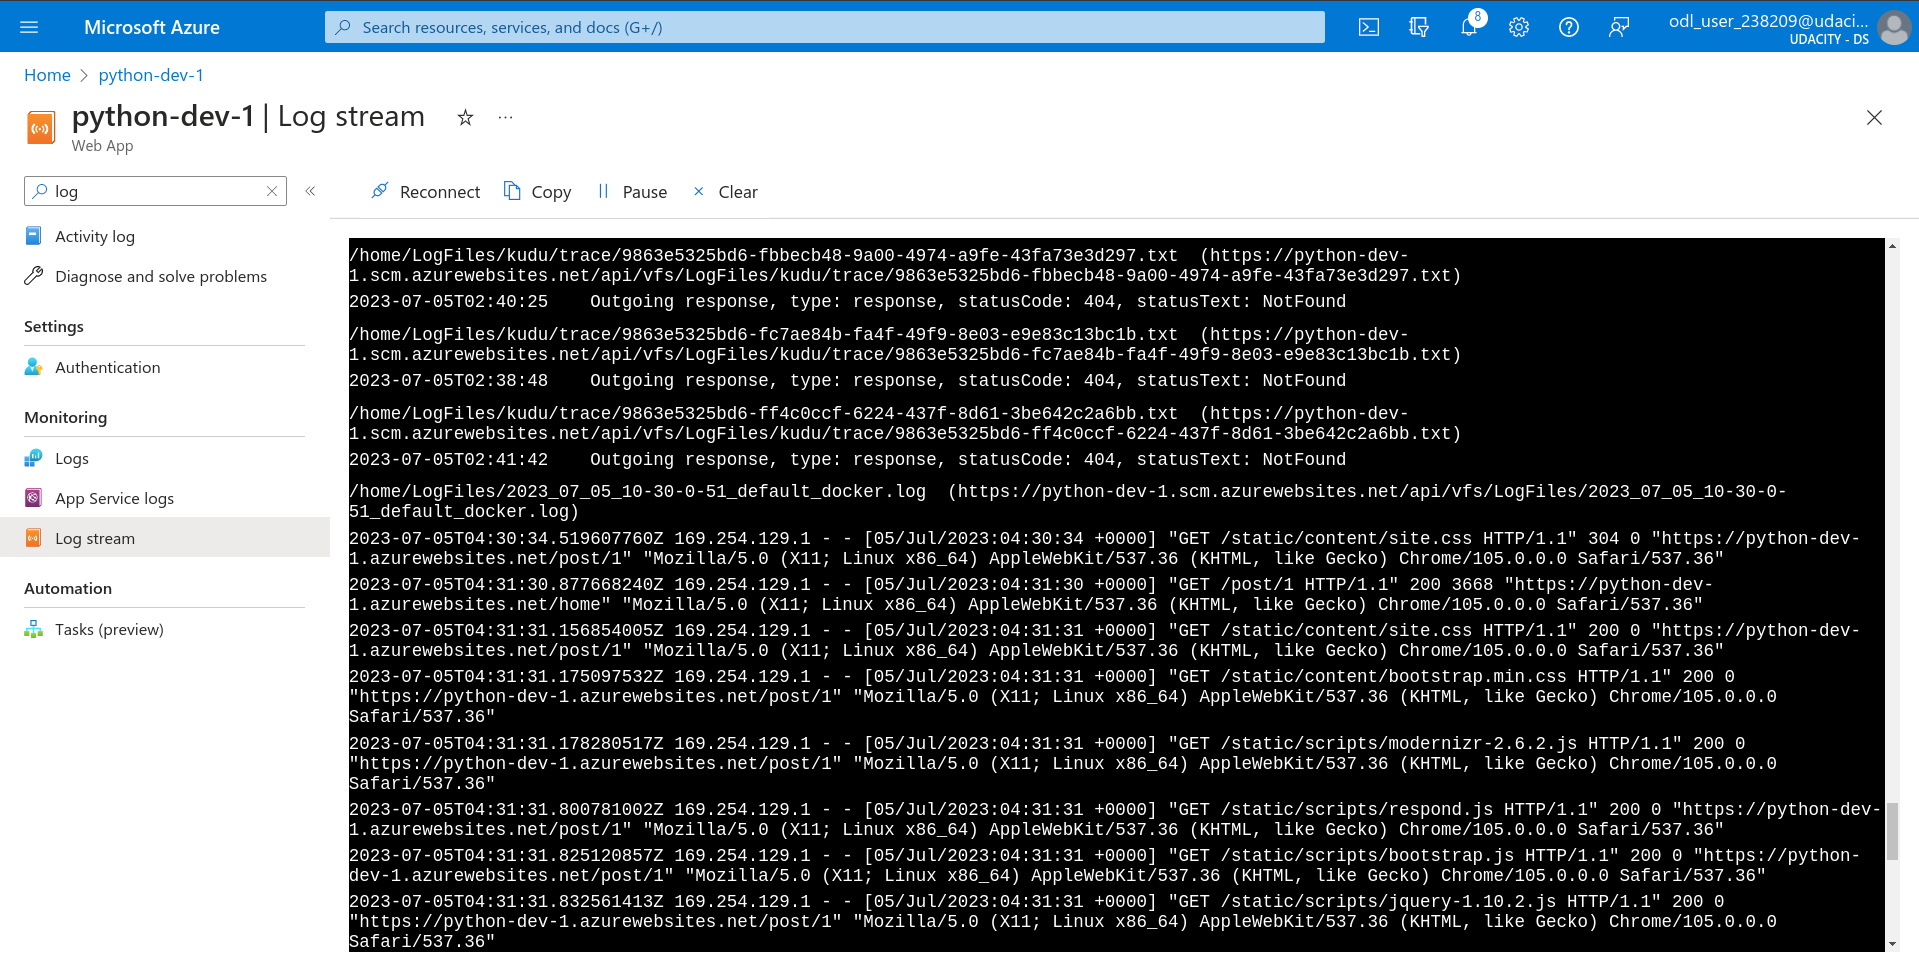 Microsoft Azure
Search resources, services, and docs (G+/)
8
odl_user_238209@udaci...
UDACITY - DS
Home > python-dev-1
python-dev-1 | Log stream
Web App
log
Reconnect Copy Pause Clear
Activity log
Diagnose and solve problems
Settings
Authentication
Monitoring
Logs
App Service logs
Log stream
Automation
Tasks (preview)
/home/LogFiles/kudu/trace/9863e5325bd6-fbbecb48-9a00-4974-a9fe-43fa73e3d297.txt  (https://python-dev-
1.scm.azurewebsites.net/api/vfs/LogFiles/kudu/trace/9863e5325bd6-fbbecb48-9a00-4974-a9fe-43fa73e3d297.txt)
2023-07-05T02:40:25    Outgoing response, type: response, statusCode: 404, statusText: NotFound
/home/LogFiles/kudu/trace/9863e5325bd6-fc7ae84b-fa4f-49f9-8e03-e9e83c13bc1b.txt  (https://python-dev-
1.scm.azurewebsites.net/api/vfs/LogFiles/kudu/trace/9863e5325bd6-fc7ae84b-fa4f-49f9-8e03-e9e83c13bc1b.txt)
2023-07-05T02:38:48    Outgoing response, type: response, statusCode: 404, statusText: NotFound
/home/LogFiles/kudu/trace/9863e5325bd6-ff4c0ccf-6224-437f-8d61-3be642c2a6bb.txt  (https://python-dev-
1.scm.azurewebsites.net/api/vfs/LogFiles/kudu/trace/9863e5325bd6-ff4c0ccf-6224-437f-8d61-3be642c2a6bb.txt)
2023-07-05T02:41:42    Outgoing response, type: response, statusCode: 404, statusText: NotFound
/home/LogFiles/2023_07_05_10-30-0-51_default_docker.log  (https://python-dev-1.scm.azurewebsites.net/api/vfs/LogFiles/2023_07_05_10-30-0-
51_default_docker.log)
2023-07-05T04:30:34.519607760Z 169.254.129.1 - - [05/Jul/2023:04:30:34 +0000] "GET /static/content/site.css HTTP/1.1" 304 0 "https://python-dev-
1.azurewebsites.net/post/1" "Mozilla/5.0 (X11; Linux x86_64) AppleWebKit/537.36 (KHTML, like Gecko) Chrome/105.0.0.0 Safari/537.36"
2023-07-05T04:31:30.877668240Z 169.254.129.1 - - [05/Jul/2023:04:31:30 +0000] "GET /post/1 HTTP/1.1" 200 3668 "https://python-dev-
1.azurewebsites.net/home" "Mozilla/5.0 (X11; Linux x86_64) AppleWebKit/537.36 (KHTML, like Gecko) Chrome/105.0.0.0 Safari/537.36"
2023-07-05T04:31:31.156854005Z 169.254.129.1 - - [05/Jul/2023:04:31:31 +0000] "GET /static/content/site.css HTTP/1.1" 200 0 "https://python-dev-
1.azurewebsites.net/post/1" "Mozilla/5.0 (X11; Linux x86_64) AppleWebKit/537.36 (KHTML, like Gecko) Chrome/105.0.0.0 Safari/537.36"
2023-07-05T04:31:31.175097532Z 169.254.129.1 - - [05/Jul/2023:04:31:31 +0000] "GET /static/content/bootstrap.min.css HTTP/1.1" 200 0
"https://python-dev-1.azurewebsites.net/post/1" "Mozilla/5.0 (X11; Linux x86_64) AppleWebKit/537.36 (KHTML, like Gecko) Chrome/105.0.0.0
Safari/537.36"
2023-07-05T04:31:31.178280517Z 169.254.129.1 - - [05/Jul/2023:04:31:31 +0000] "GET /static/scripts/modernizr-2.6.2.js HTTP/1.1" 200 0
"https://python-dev-1.azurewebsites.net/post/1" "Mozilla/5.0 (X11; Linux x86_64) AppleWebKit/537.36 (KHTML, like Gecko) Chrome/105.0.0.0
Safari/537.36"
2023-07-05T04:31:31.800781002Z 169.254.129.1 - - [05/Jul/2023:04:31:31 +0000] "GET /static/scripts/respond.js HTTP/1.1" 200 0 "https://python-dev-
1.azurewebsites.net/post/1" "Mozilla/5.0 (X11; Linux x86_64) AppleWebKit/537.36 (KHTML, like Gecko) Chrome/105.0.0.0 Safari/537.36"
2023-07-05T04:31:31.825120857Z 169.254.129.1 - - [05/Jul/2023:04:31:31 +0000] "GET /static/scripts/bootstrap.js HTTP/1.1" 200 0 "https://python-
dev-1.azurewebsites.net/post/1" "Mozilla/5.0 (X11; Linux x86_64) AppleWebKit/537.36 (KHTML, like Gecko) Chrome/105.0.0.0 Safari/537.36"
2023-07-05T04:31:31.832561413Z 169.254.129.1 - - [05/Jul/2023:04:31:31 +0000] "GET /static/scripts/jquery-1.10.2.js HTTP/1.1" 200 0
"https://python-dev-1.azurewebsites.net/post/1" "Mozilla/5.0 (X11; Linux x86_64) AppleWebKit/537.36 (KHTML, like Gecko) Chrome/105.0.0.0
Safari/537.36"